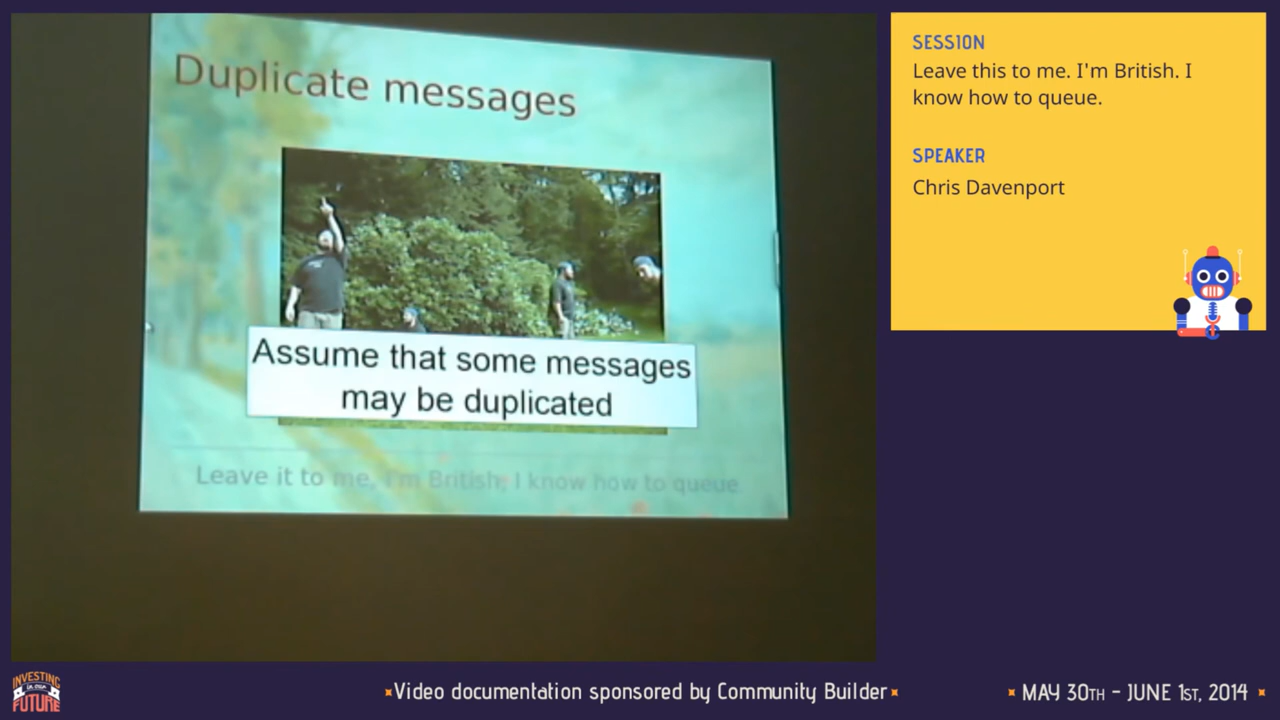 Duplicate messages
Assume that some messages
may be duplicated
Leave it to me, I'm British, I know how to queue.
SESSION
Leave this to me. I'm British. I
know how to queue.
SPEAKER
Chris Davenport
INVESTING
IN OUR
FUTURE
Video documentation sponsored by Community Builder
MAY 30TH - JUNE 1ST, 2014